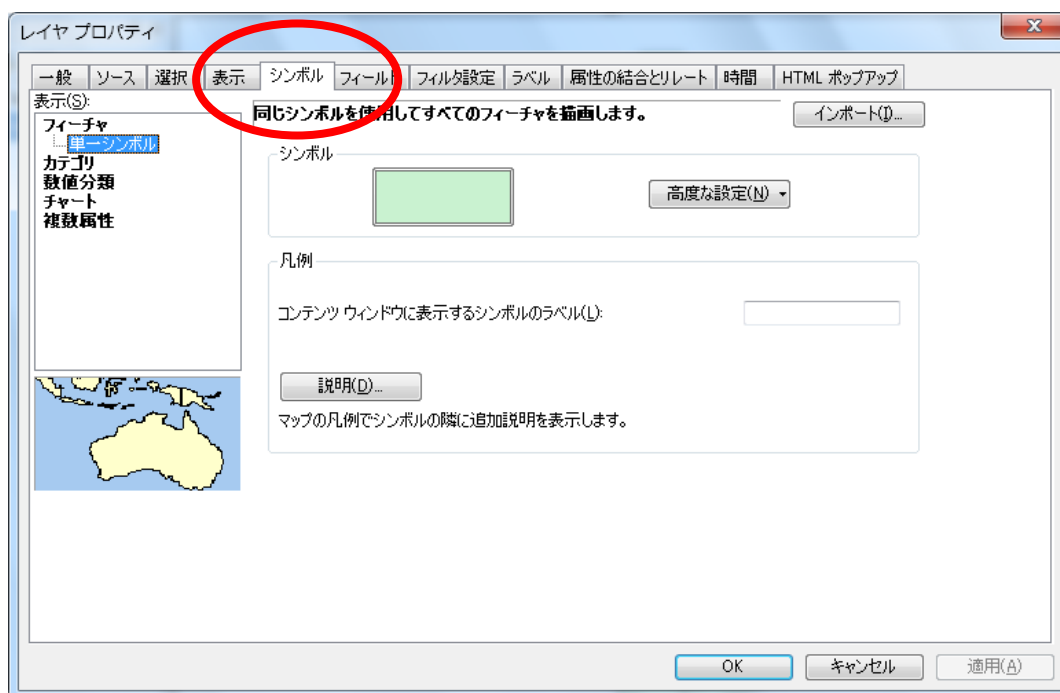 レイヤ プロパティ
一般 ソース 選択 表示 シンボル フィールド フィルタ設定 ラベル 属性の結合とリレート 時間 HTML ポップアップ
表示(S):
フィーチャ
単一シンボル
カテゴリ
数値分類
チャート
複数属性
同じシンボルを使用してすべてのフィーチャを描画します。
インポート(I)...
シンボル
高度な設定(N)
凡例
コンテンツ ウィンドウに表示するシンボルのラベル(L):
説明(D)...
マップの凡例でシンボルの隣に追加説明を表示します。
OK キャンセル 適用(A)